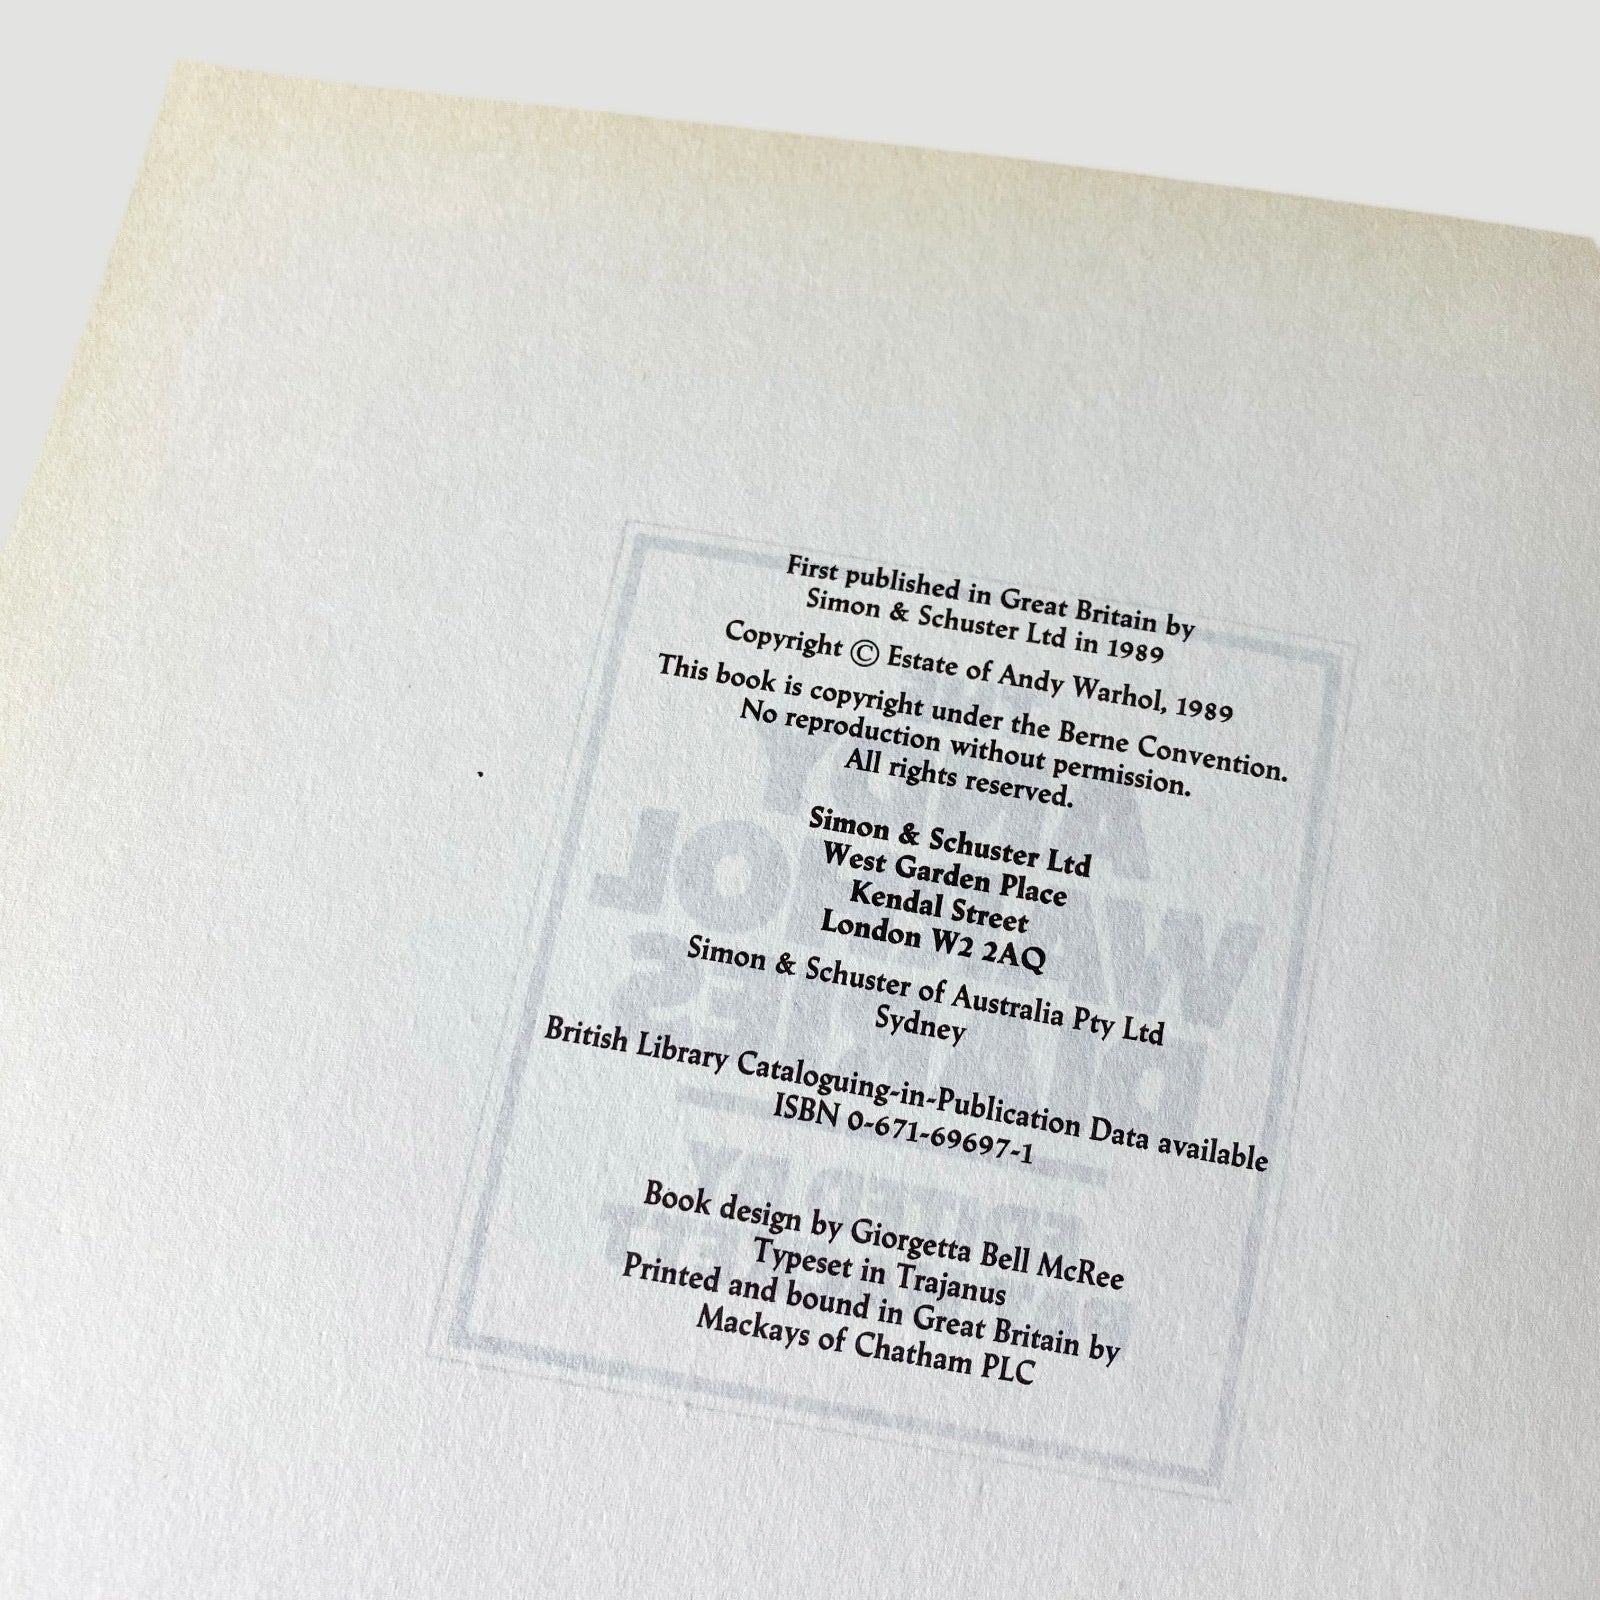 First published in Great Britain by
Simon & Schuster Ltd in 1989
Copyright © Estate of Andy Warhol, 1989
This book is copyright under the Berne Convention.
No reproduction without permission.
All rights reserved.
Simon & Schuster Ltd
West Garden Place
Kendal Street
London W2 2AQ
Simon & Schuster of Australia Pty Ltd
Sydney
British Library Cataloguing-in-Publication Data available
ISBN 0-671-69697-1
Book design by Giorgetta Bell McRee
Typeset in Trajanus
Printed and bound in Great Britain by
Mackays of Chatham PLC